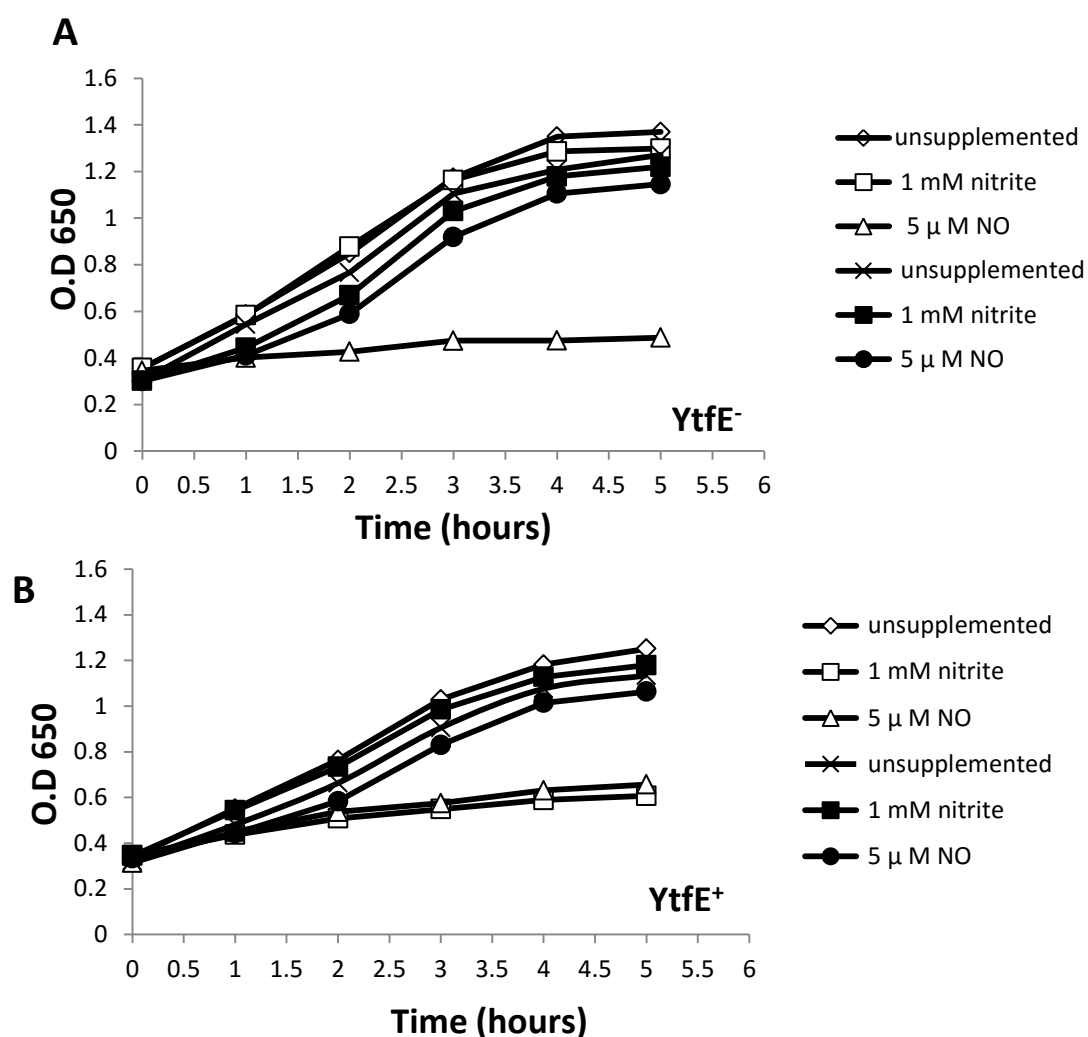 A
1.6
1.4
1.2
1
0.8
0.6
0.4
0.2
0
O.D 650
0 0.5 1 1.5 2 2.5 3 3.5 4 4.5 5 5.5 6
Time (hours)
YtfE⁻
unsupplemented
1 mM nitrite
5 µ M NO
unsupplemented
1 mM nitrite
5 µ M NO
B
1.6
1.4
1.2
1
0.8
0.6
0.4
0.2
0
O.D 650
0 0.5 1 1.5 2 2.5 3 3.5 4 4.5 5 5.5 6
Time (hours)
YtfE⁺
unsupplemented
1 mM nitrite
5 µ M NO
unsupplemented
1 mM nitrite
5 µ M NO